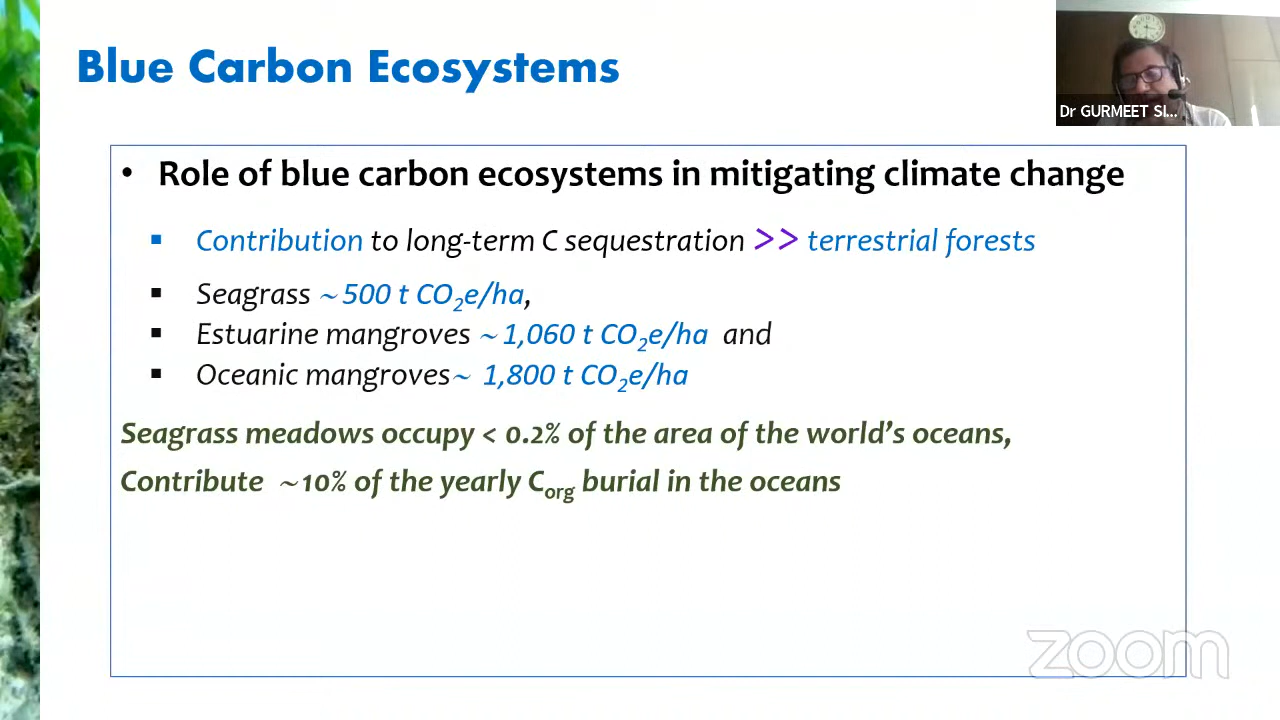 Blue Carbon Ecosystems
Dr GURMEET SI...
• Role of blue carbon ecosystems in mitigating climate change
▪ Contribution to long-term C sequestration >> terrestrial forests
▪ Seagrass ~ 500 t CO₂e/ha,
▪ Estuarine mangroves ~ 1,060 t CO₂e/ha and
▪ Oceanic mangroves~ 1,800 t CO₂e/ha
Seagrass meadows occupy < 0.2% of the area of the world's oceans,
Contribute ~10% of the yearly Corg burial in the oceans
zoom